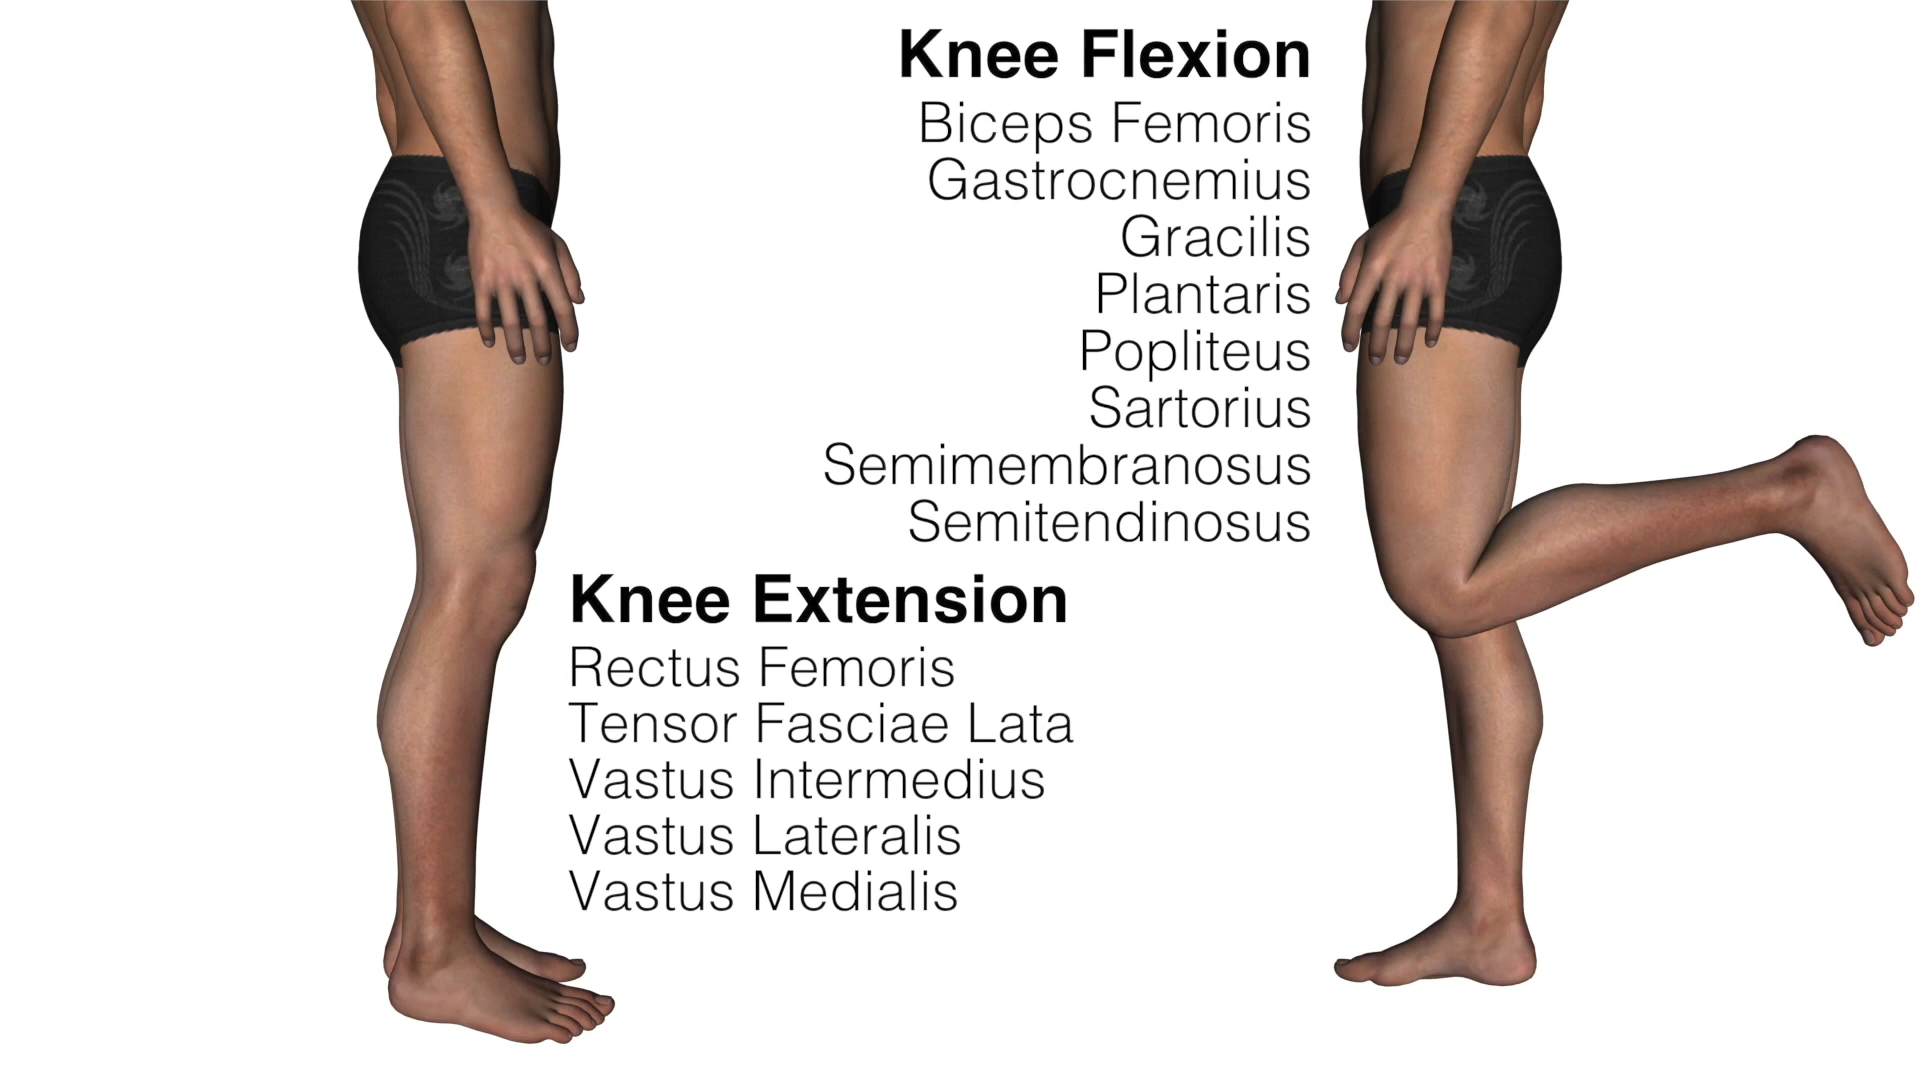 Knee Flexion
Biceps Femoris
Gastrocnemius
Gracilis
Plantaris
Popliteus
Sartorius
Semimembranosus
Semitendinosus
Knee Extension
Rectus Femoris
Tensor Fasciae Lata
Vastus Intermedius
Vastus Lateralis
Vastus Medialis